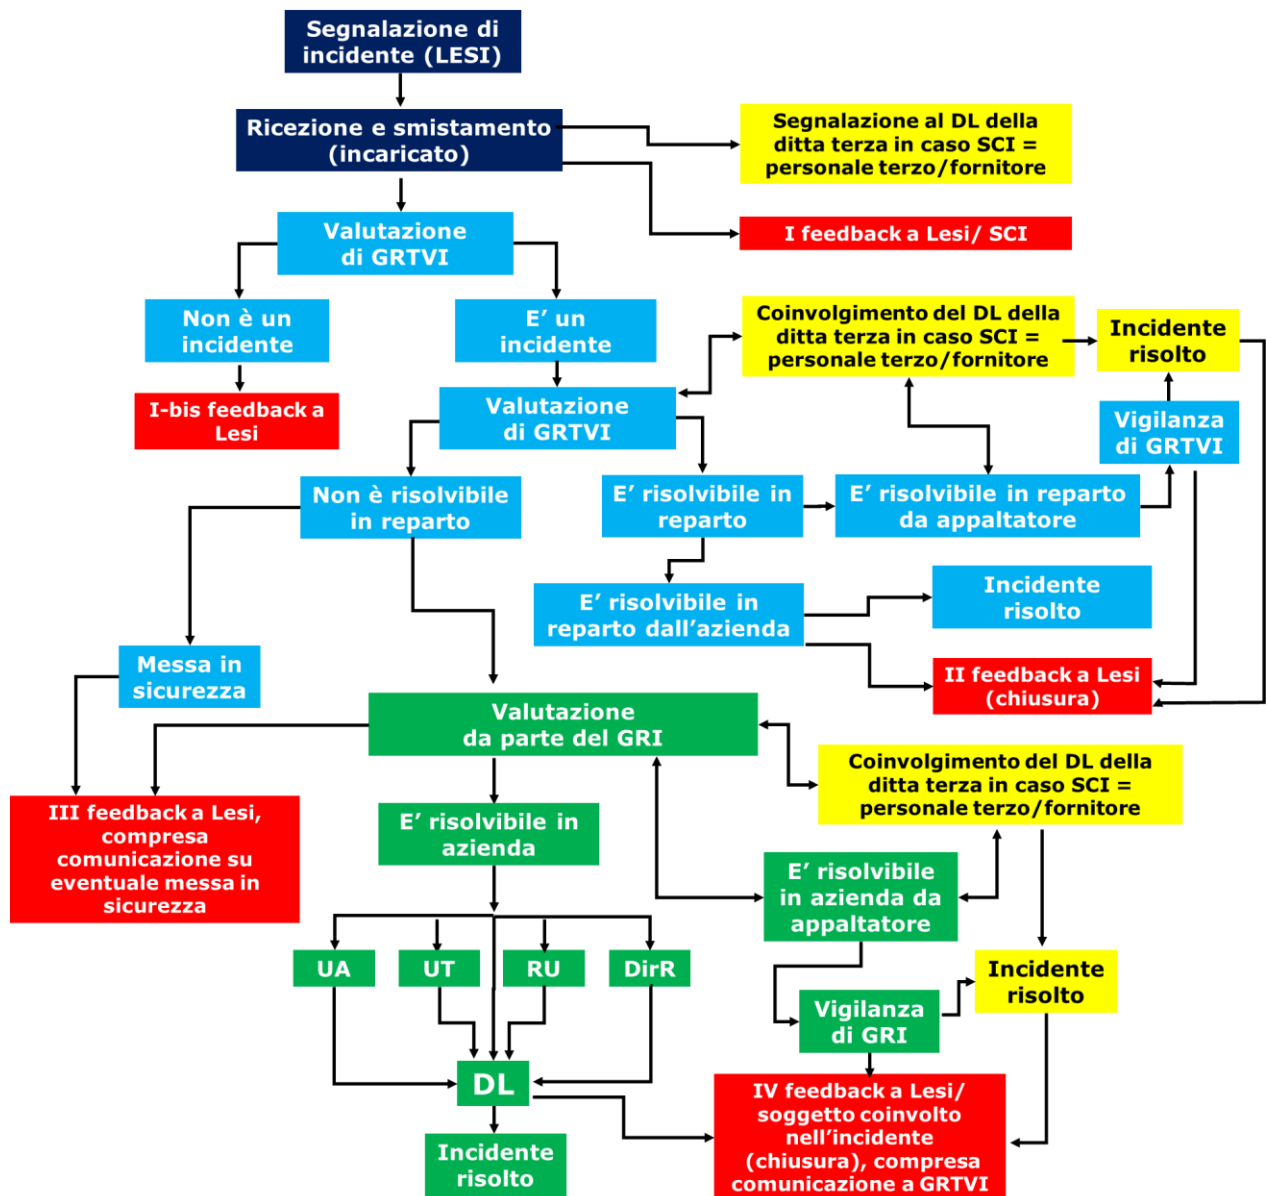 Segnalazione di
incidente (LESI)
Ricezione e smistamento
(incaricato)
Segnalazione al DL della
ditta terza in caso SCI =
personale terzo/fornitore
I feedback a Lesi/ SCI
Valutazione
di GRTVI
Non è un
incidente
E’ un
incidente
Coinvolgimento del DL della
ditta terza in caso SCI =
personale terzo/fornitore
Incidente
risolto
I-bis feedback a
Lesi
Valutazione
di GRTVI
Vigilanza
di GRTVI
Non è risolvibile
in reparto
E’ risolvibile in
reparto
E’ risolvibile in reparto
da appaltatore
E’ risolvibile in
reparto dall’azienda
Incidente
risolto
Messa in
sicurezza
II feedback a Lesi
(chiusura)
Valutazione
da parte del GRI
Coinvolgimento del DL della
ditta terza in caso SCI =
personale terzo/fornitore
III feedback a Lesi,
compresa
comunicazione su
eventuale messa in
sicurezza
E’ risolvibile in
azienda
E’ risolvibile
in azienda da
appaltatore
UA
UT
RU
DirR
Incidente
risolto
Vigilanza
di GRI
DL
IV feedback a Lesi/
soggetto coinvolto
nell’incidente
(chiusura), compresa
comunicazione a GRTVI
Incidente
risolto